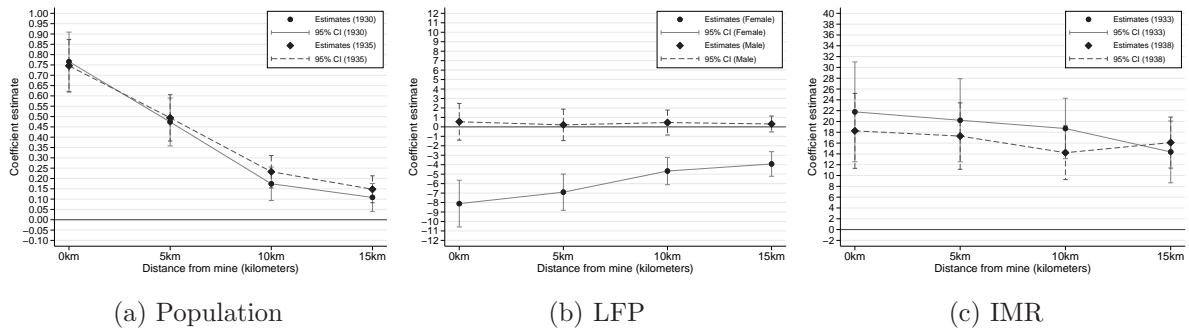 1.00
0.95
0.90
0.85
0.80
0.75
0.70
0.65
0.60
0.55
0.50
0.45
0.40
0.35
0.30
0.25
0.20
0.15
0.10
0.05
0.00
−0.05
−0.10
Coefficient estimate
Estimates (1930)
95% CI (1930)
Estimates (1935)
95% CI (1935)
0km 5km 10km 15km
Distance from mine (kilometers)
(a) Population
12
11
10
9
8
7
6
5
4
3
2
1
0
−1
−2
−3
−4
−5
−6
−7
−8
−9
−10
−11
−12
Coefficient estimate
Estimates (Female)
95% CI (Female)
Estimates (Male)
95% CI (Male)
0km 5km 10km 15km
Distance from mine (kilometers)
(b) LFP
40
38
36
34
32
30
28
26
24
22
20
18
16
14
12
10
8
6
4
2
0
−2
Coefficient estimate
Estimates (1933)
95% CI (1933)
Estimates (1938)
95% CI (1938)
0km 5km 10km 15km
Distance from mine (kilometers)
(c) IMR